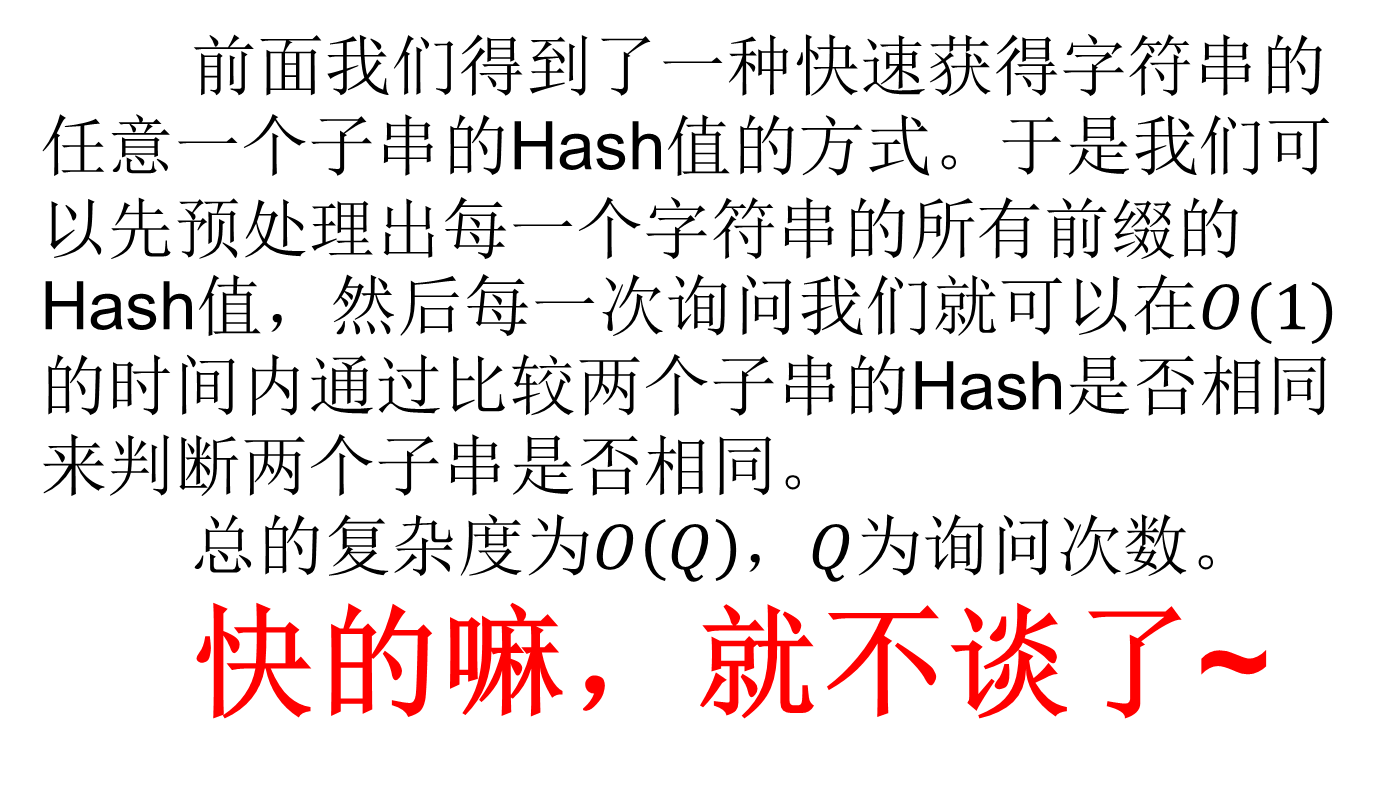 前面我们得到了一种快速获得字符串的
任意一个子串的Hash值的方式。于是我们可
以先预处理出每一个字符串的所有前缀的
Hash值，然后每一次询问我们就可以在O(1)
的时间内通过比较两个子串的Hash是否相同
来判断两个子串是否相同。
总的复杂度为O(Q)，Q为询问次数。
快的嘛，就不谈了~